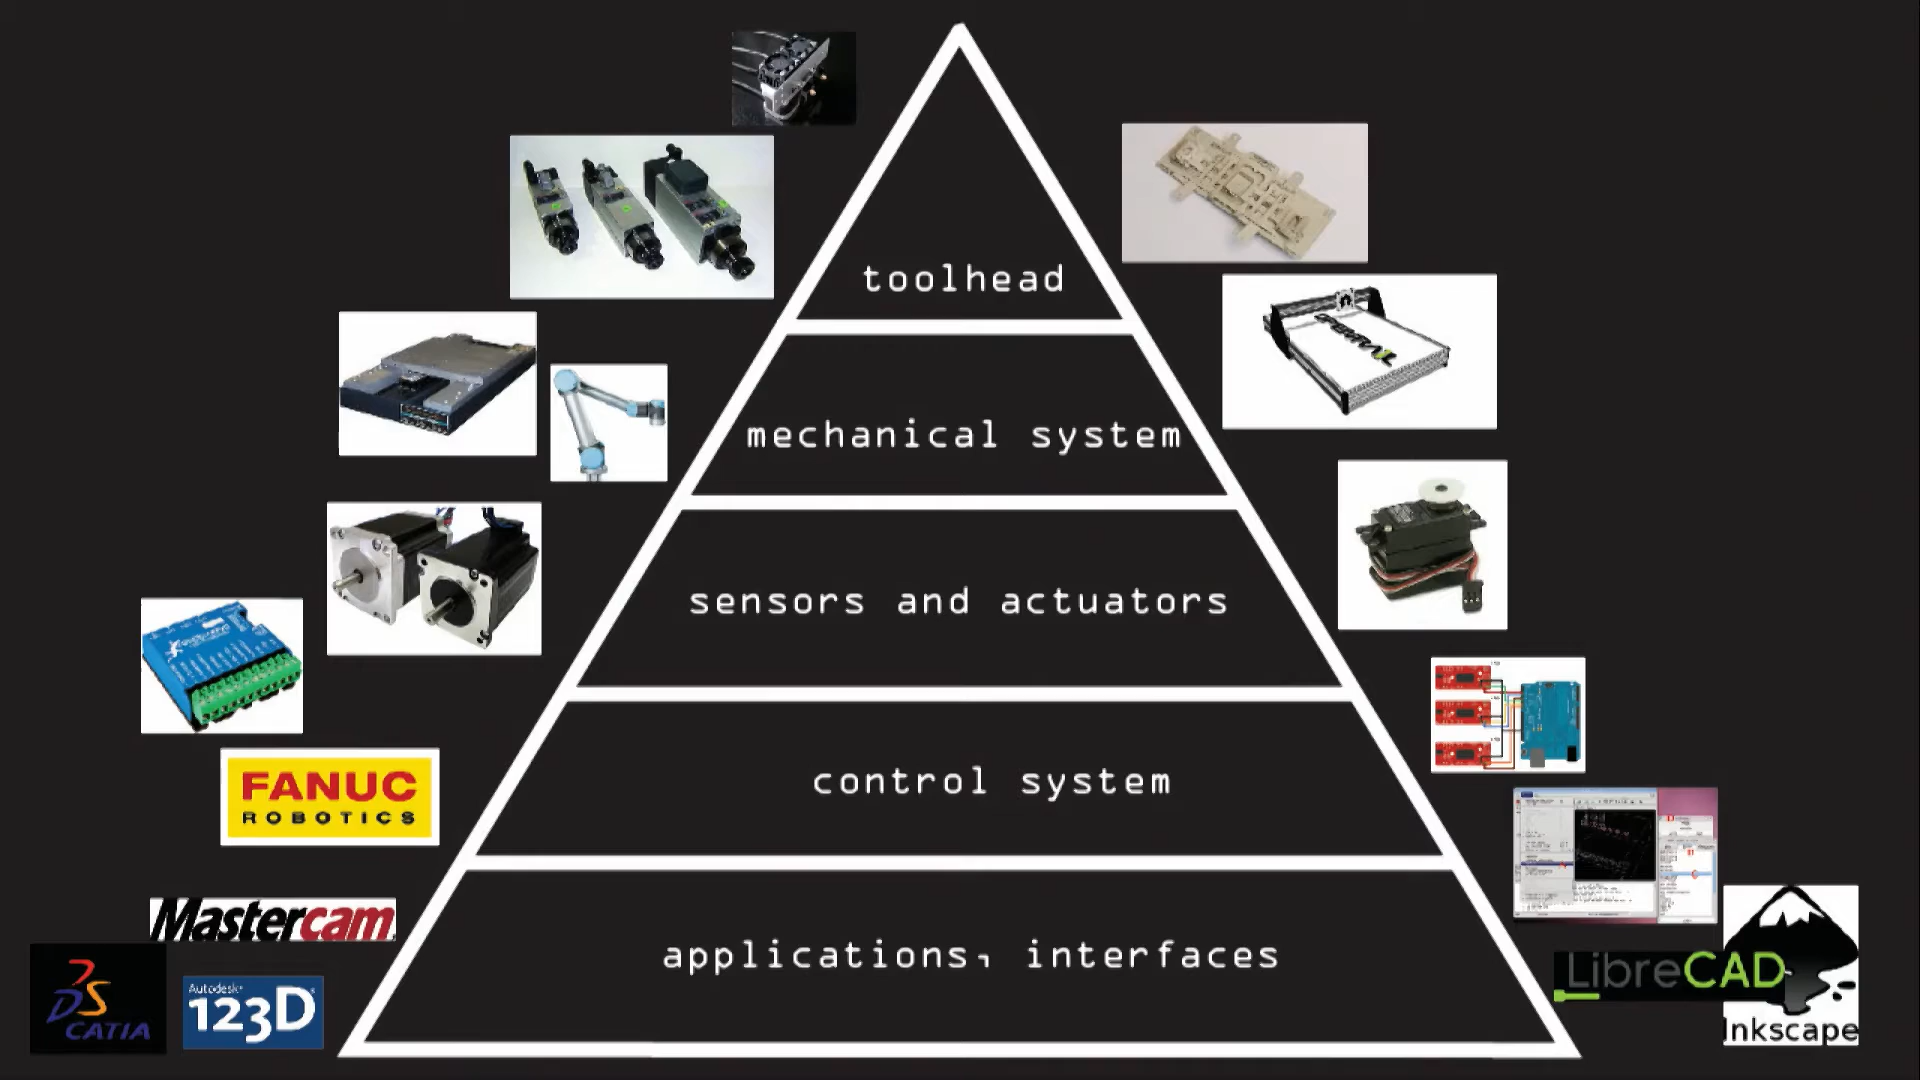 toolhead
mechanical system
sensors and actuators
control system
FANUC
ROBOTICS
Mastercam
applications, interfaces
LibreCAD
CATIA
Autodesk
123D
Inkscape